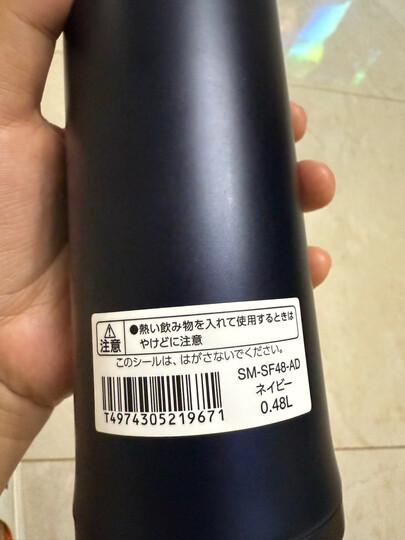 注意
●熱い飲み物を入れて使用するときは
やけどに注意
このシールは、はがさないでください。
SM-SF48-AD
ネイビー
0.48L
T4974305219671